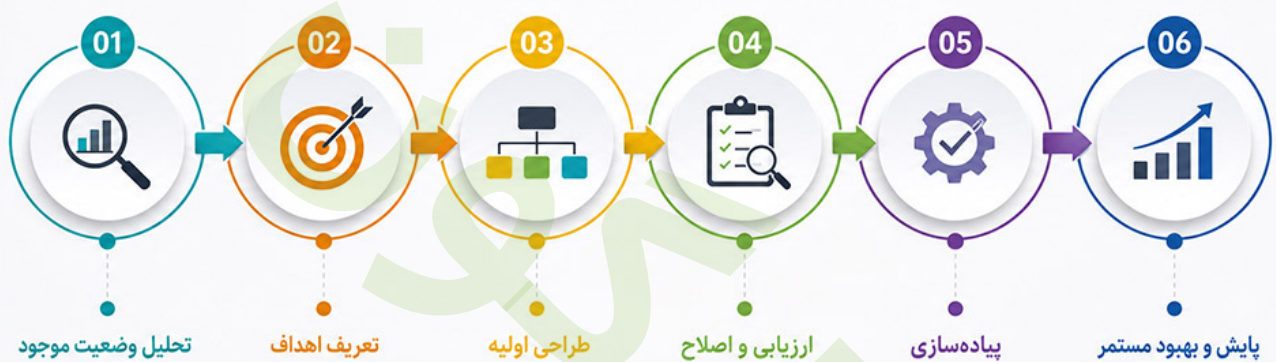 01
02
03
04
05
06
تحلیل وضعیت موجود
تعریف اهداف
طراحی اولیه
ارزیابی و اصلاح
پیاده‌سازی
پایش و بهبود مستمر